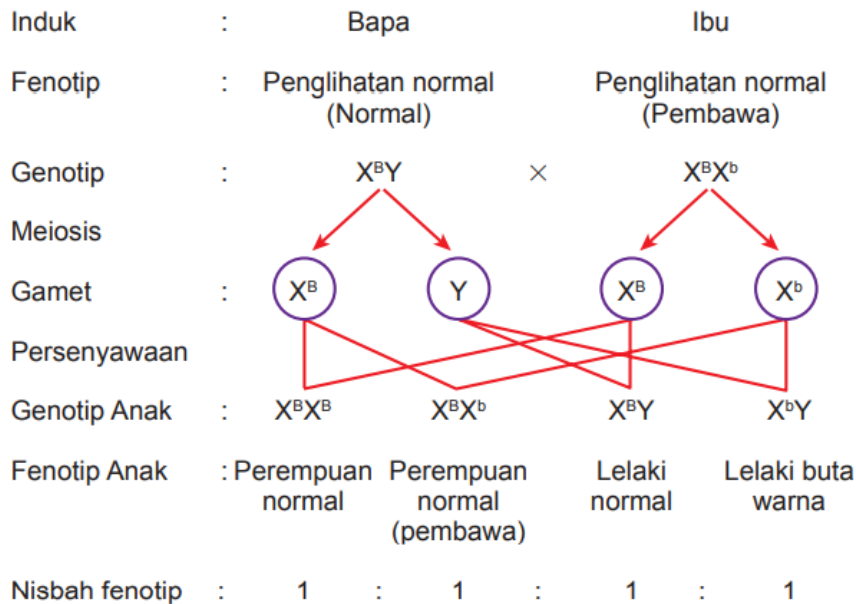 Induk : Bapa Ibu
Fenotip : Penglihatan normal Penglihatan normal
(Normal) (Pembawa)
Genotip : XᴮY × XᴮXᵇ
Meiosis
Gamet : Xᴮ Y Xᴮ Xᵇ
Persenyawaan
Genotip Anak : XᴮXᴮ XᴮXᵇ XᴮY XᵇY
Fenotip Anak : Perempuan Perempuan Lelaki Lelaki buta
normal normal normal warna
(pembawa)
Nisbah fenotip : 1 : 1 : 1 : 1